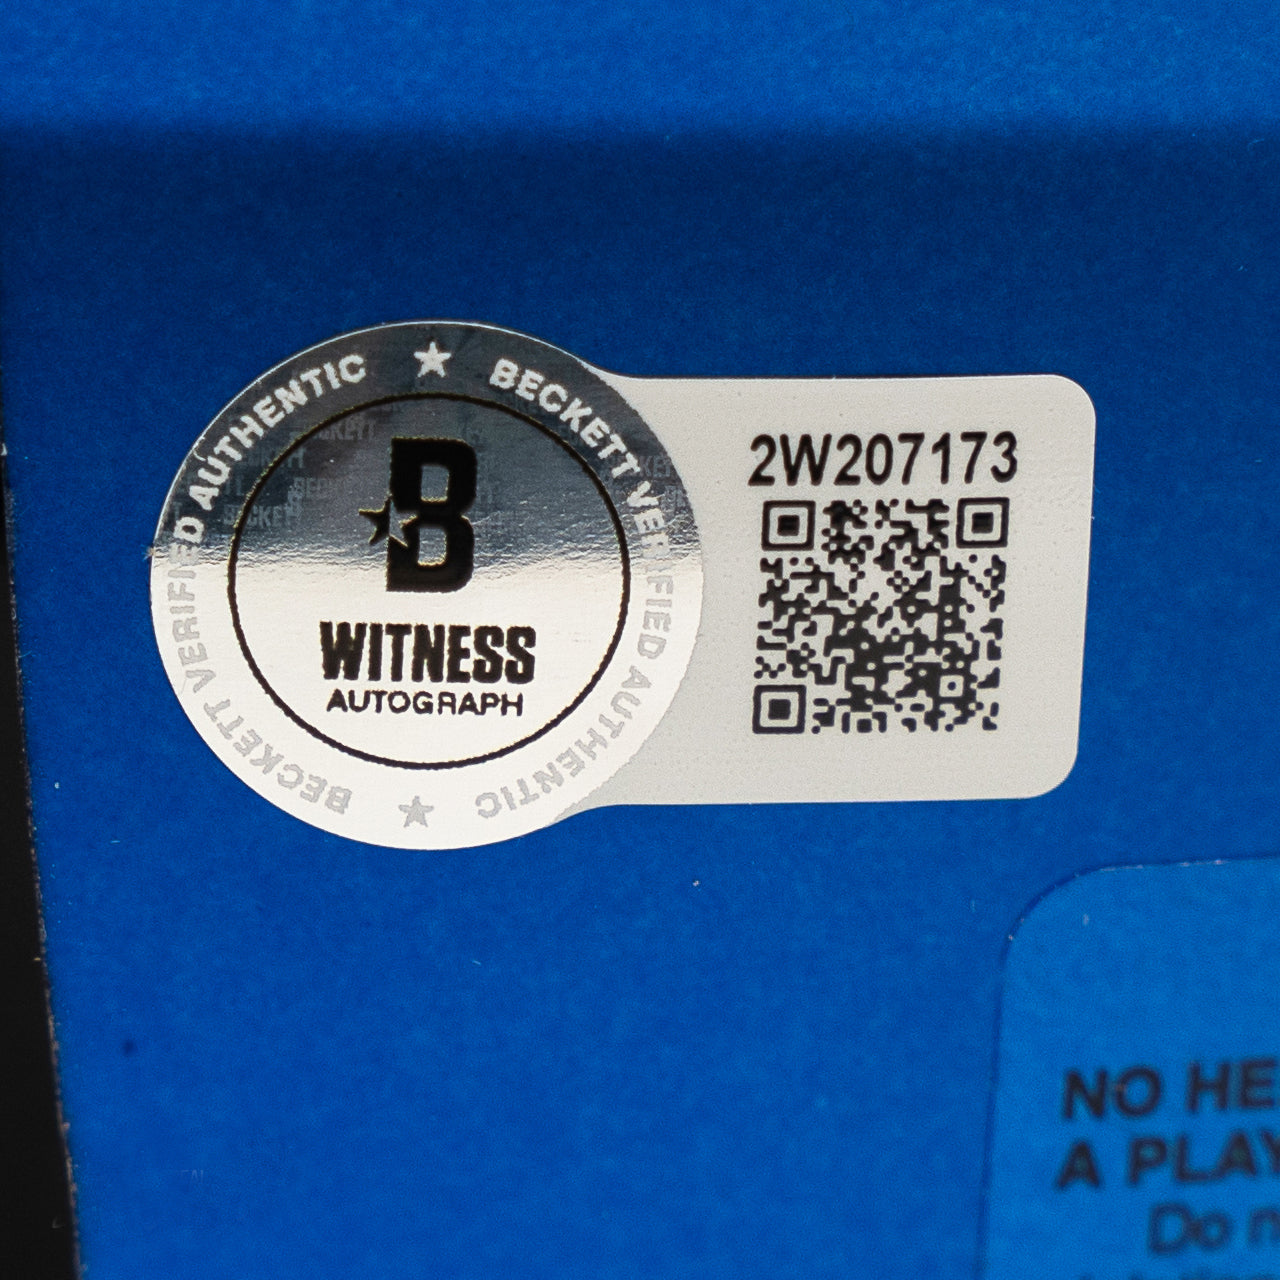 BECKETT VERIFIED AUTHENTIC ★ BECKETT VERIFIED AUTHENTIC ★
B
WITNESS
AUTOGRAPH
2W207173
NO HE
A PLAY
Do n